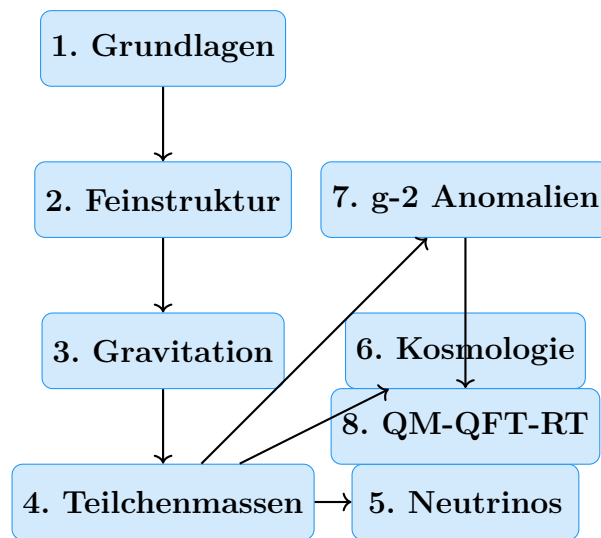 1. Grundlagen
2. Feinstruktur
7. g-2 Anomalien
3. Gravitation
6. Kosmologie
8. QM-QFT-RT
4. Teilchenmassen
5. Neutrinos